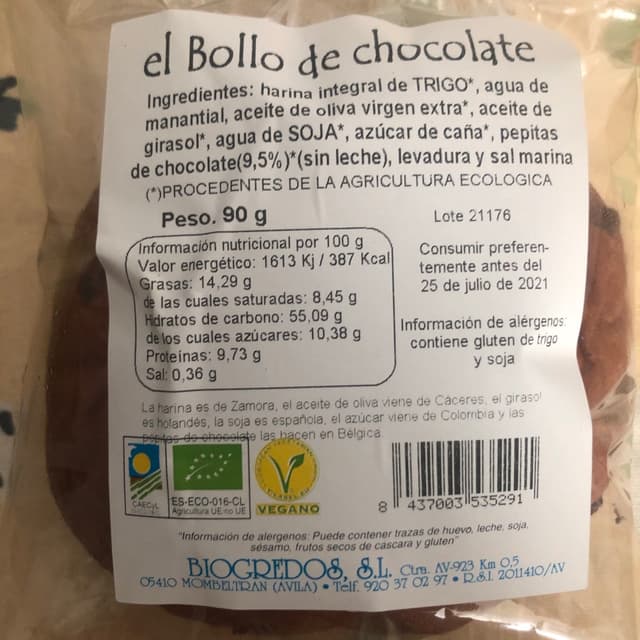 el Bollo de chocolate
Ingredientes: harina integral de TRIGO*, agua de
manantial, aceite de oliva virgen extra*, aceite de
girasol*, agua de SOJA*, azúcar de caña*, pepitas
de chocolate(9,5%)*(sin leche), levadura y sal marina
(*)PROCEDENTES DE LA AGRICULTURA ECOLOGICA
Peso. 90 g
Lote 21176
Información nutricional por 100 g
Valor energético: 1613 Kj / 387 Kcal
Grasas: 14,29 g
de las cuales saturadas: 8,45 g
Hidratos de carbono: 55,09 g
de los cuales azúcares: 10,38 g
Proteínas: 9,73 g
Sal: 0,36 g
Consumir preferen-
temente antes del
25 de julio de 2021
Información de alérgenos:
contiene gluten de trigo
y soja
La harina es de Zamora, el aceite de oliva viene de Cáceres, el girasol
es holandés, la soja es española, el azúcar viene de Colombia y las
pepitas de chocolate las hacen en Bélgica.
CAECyL
ES-ECO-016-CL
Agricultura UE no UE
VEGANO
8 437003 535291
"Información de alergenos: Puede contener trazas de huevo, leche, soja,
sésamo, frutos secos de cascara y gluten"
BIOGREDOS, S.L. Ctra. AV-923 Km 0,5
05410 MOMBELTRAN (AVILA) • Telf. 920 37 02 97 • R.S.I. 2011410/AV